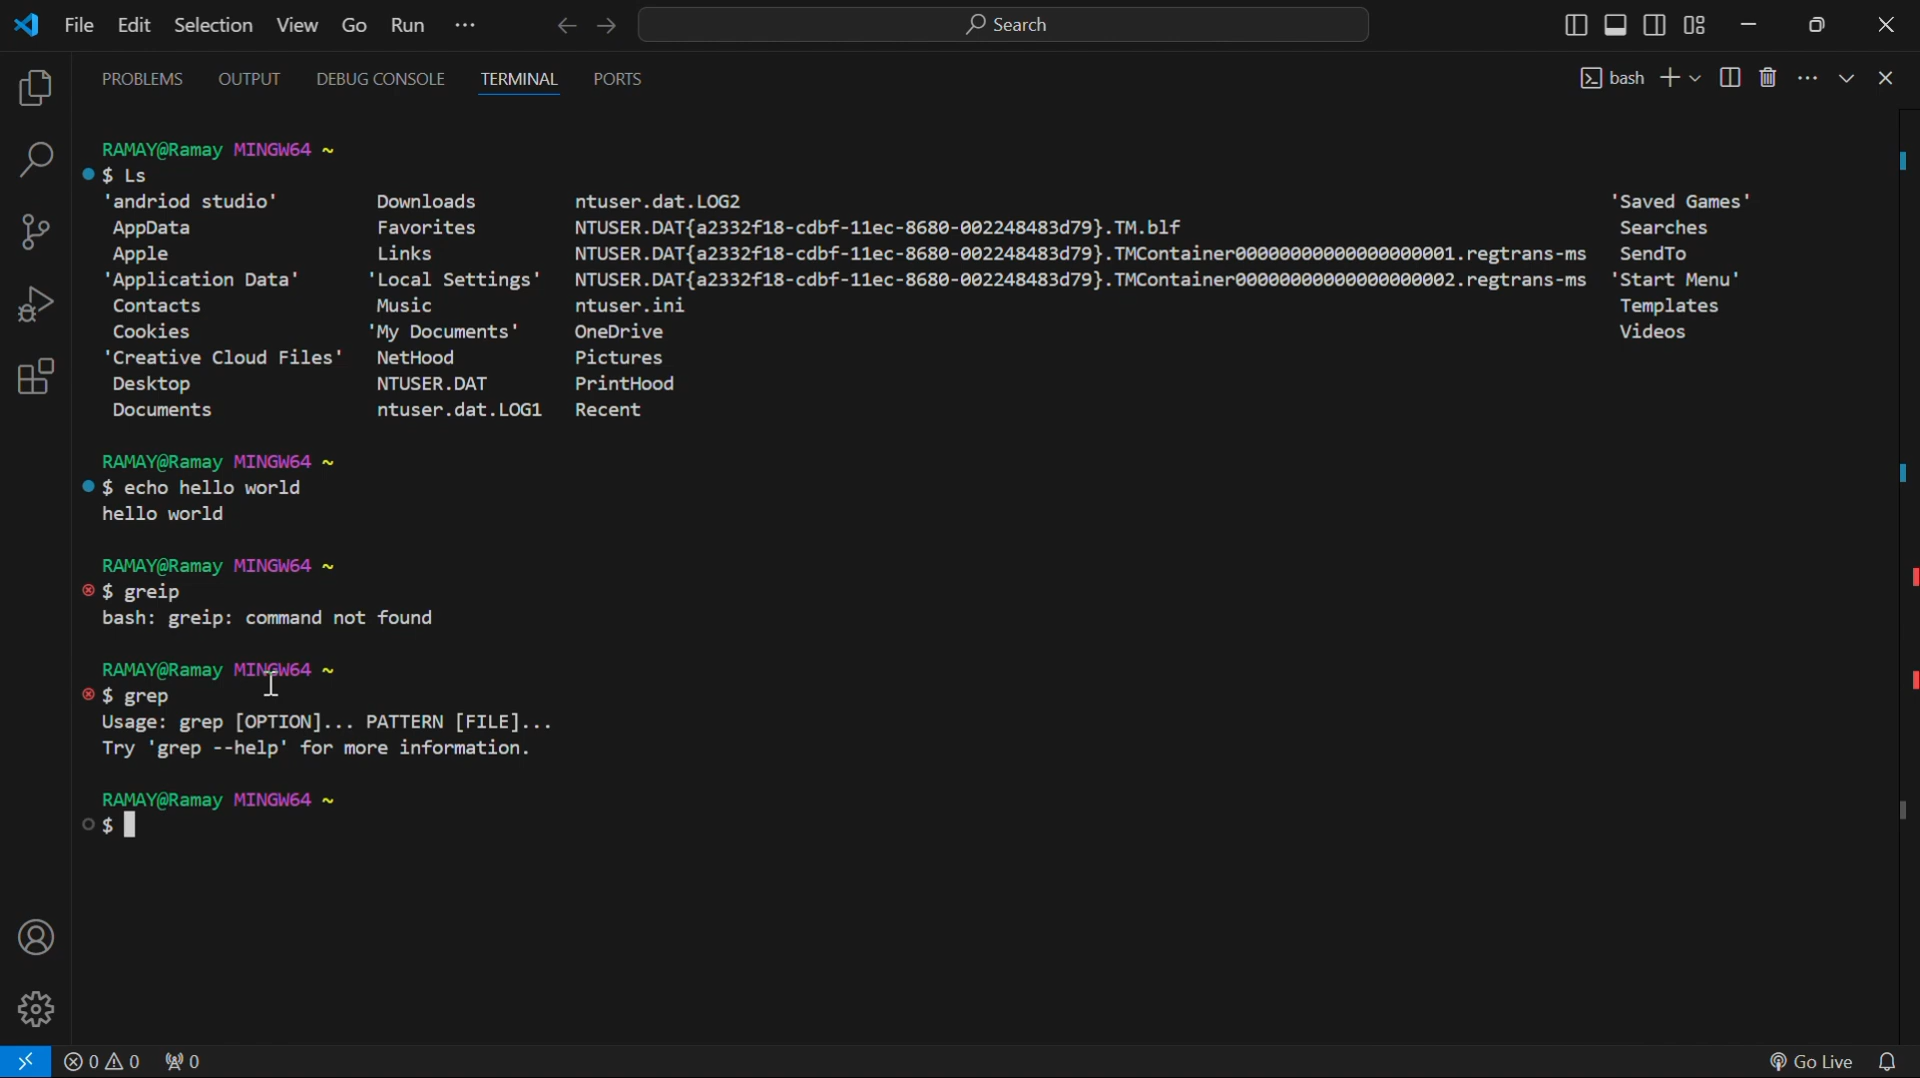 File Edit Selection View Go Run ··· Search
PROBLEMS OUTPUT DEBUG CONSOLE TERMINAL PORTS bash
RAMAY@Ramay MINGW64 ~
$ Ls
'andriod studio' Downloads ntuser.dat.LOG2 'Saved Games'
AppData Favorites NTUSER.DAT{a2332f18-cdbf-11ec-8680-002248483d79}.TM.blf Searches
Apple Links NTUSER.DAT{a2332f18-cdbf-11ec-8680-002248483d79}.TMContainer00000000000000000001.regtrans-ms SendTo
'Application Data' 'Local Settings' NTUSER.DAT{a2332f18-cdbf-11ec-8680-002248483d79}.TMContainer00000000000000000002.regtrans-ms 'Start Menu'
Contacts Music ntuser.ini Templates
Cookies 'My Documents' OneDrive Videos
'Creative Cloud Files' NetHood Pictures
Desktop NTUSER.DAT PrintHood
Documents ntuser.dat.LOG1 Recent
RAMAY@Ramay MINGW64 ~
$ echo hello world
hello world
RAMAY@Ramay MINGW64 ~
$ greip
bash: greip: command not found
RAMAY@Ramay MINGW64 ~
$ grep
Usage: grep [OPTION]... PATTERN [FILE]...
Try 'grep --help' for more information.
RAMAY@Ramay MINGW64 ~
$
0 0 0 Go Live